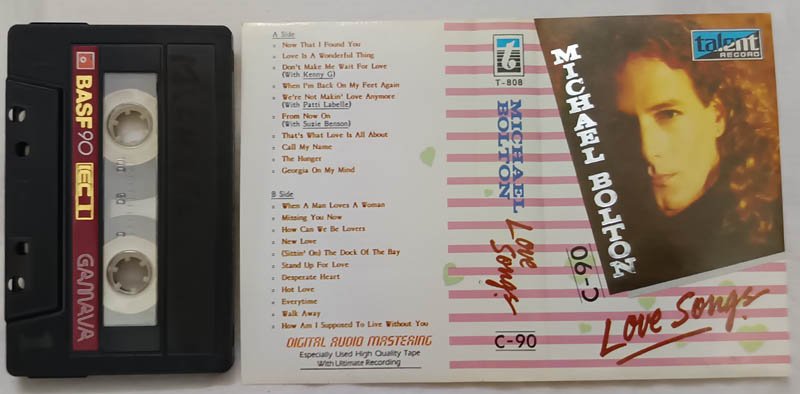 BASF 90
IEC I
GAMAVA
A Side
Now That I Found You
Love Is A Wonderful Thing
Don't Make Me Wait For Love
(With Kenny G)
When I'm Back On My Feet Again
We're Not Makin' Love Anymore
(With Patti Labelle)
From Now On
(With Suzie Benson)
That's What Love Is All About
Call My Name
The Hunger
Georgia On My Mind
B Side
When A Man Loves A Woman
Missing You Now
How Can We Be Lovers
New Love
(Sittin' On) The Dock Of The Bay
Stand Up For Love
Desperate Heart
Hot Love
Everytime
Walk Away
How Am I Supposed To Live Without You
DIGITAL AUDIO MASTERING
Especially Used High Quality Tape
With Ultimate Recording
t
T-808
MICHAEL
BOLTON
Love
Songs
C-90
talent
RECORD
MICHAEL BOLTON
C-90
Love Songs